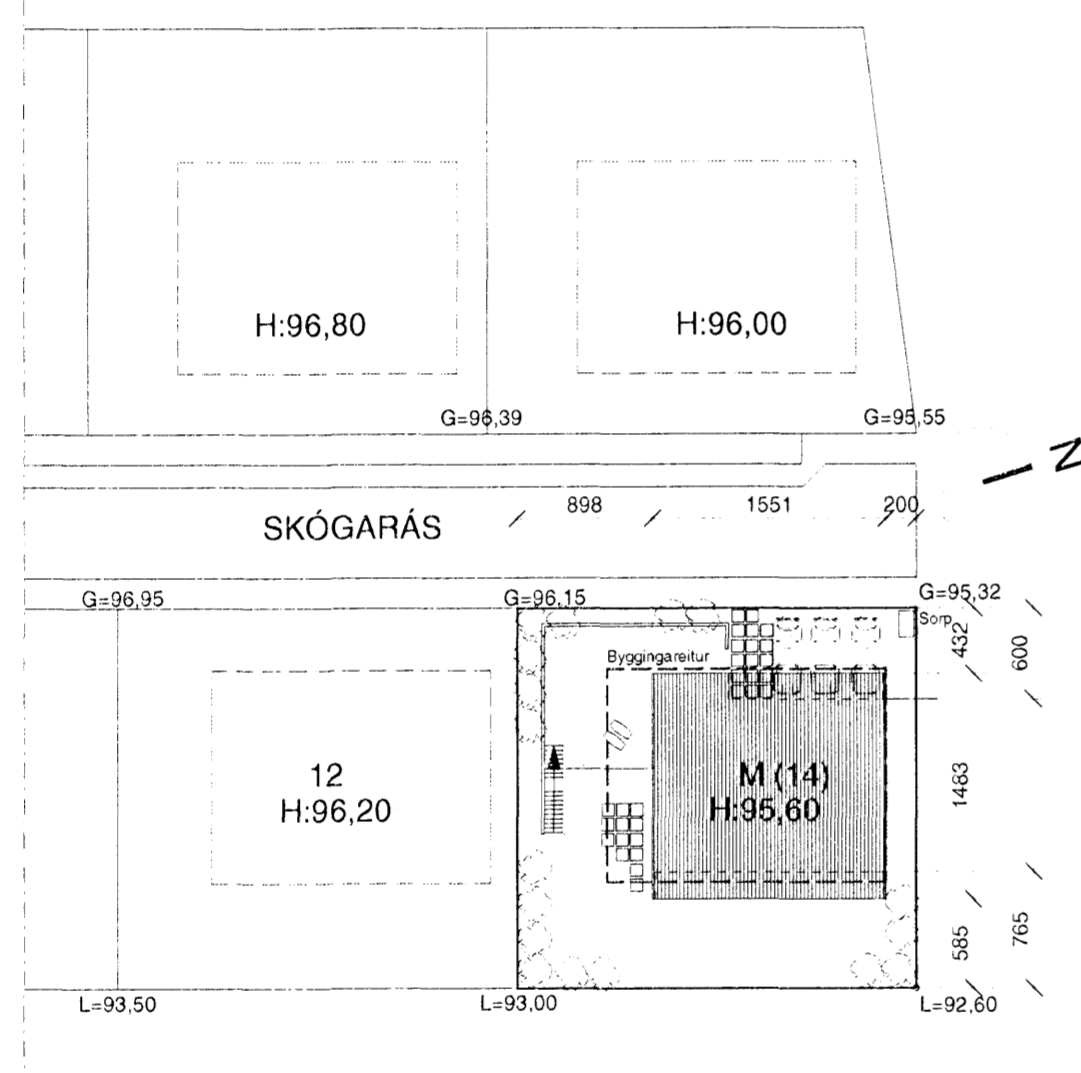 H:96,80
H:96,00
G=96,39
G=95,55
N
898
1551
200
SKÓGARÁS
G=96,95
G=96,15
G=95,32
Sorp
432
600
Byggingareitur
12
H:96,20
M (14)
H:95,60
1483
585
765
L=93,50
L=93,00
L=92,60